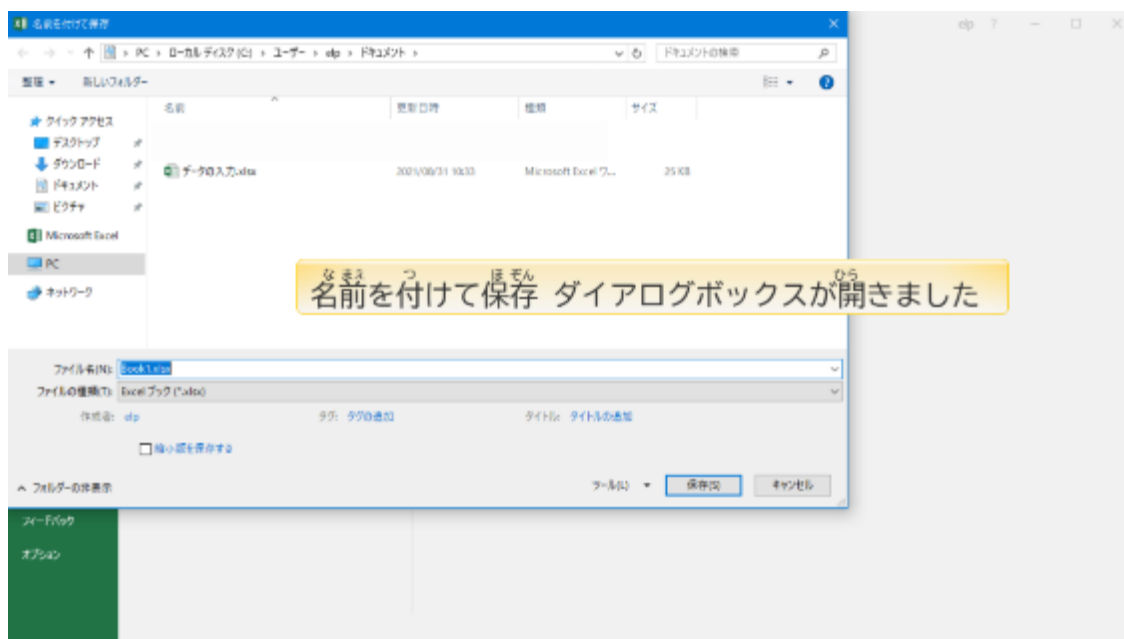 名前を付けて保存
elp ?
PC › ローカル ディスク (C:) › ユーザー › elp › ドキュメント ›
ドキュメントの検索
整理 新しいフォルダー
名前 更新日時 種類 サイズ
クイック アクセス
デスクトップ
ダウンロード
データの入力.xlsx 2021/08/31 10:33 Microsoft Excel ワ... 25 KB
ドキュメント
ピクチャ
Microsoft Excel
PC
なまえ つ ほぞん ひら
名前を付けて保存 ダイアログボックスが開きました
ネットワーク
ファイル名(N): Book1.xlsx
ファイルの種類(T): Excel ブック (*.xlsx)
作成者: elp タグ: タグの追加 タイトル: タイトルの追加
縮小版を保存する
フォルダーの非表示 ツール(L) 保存(S) キャンセル
フィードバック
オプション